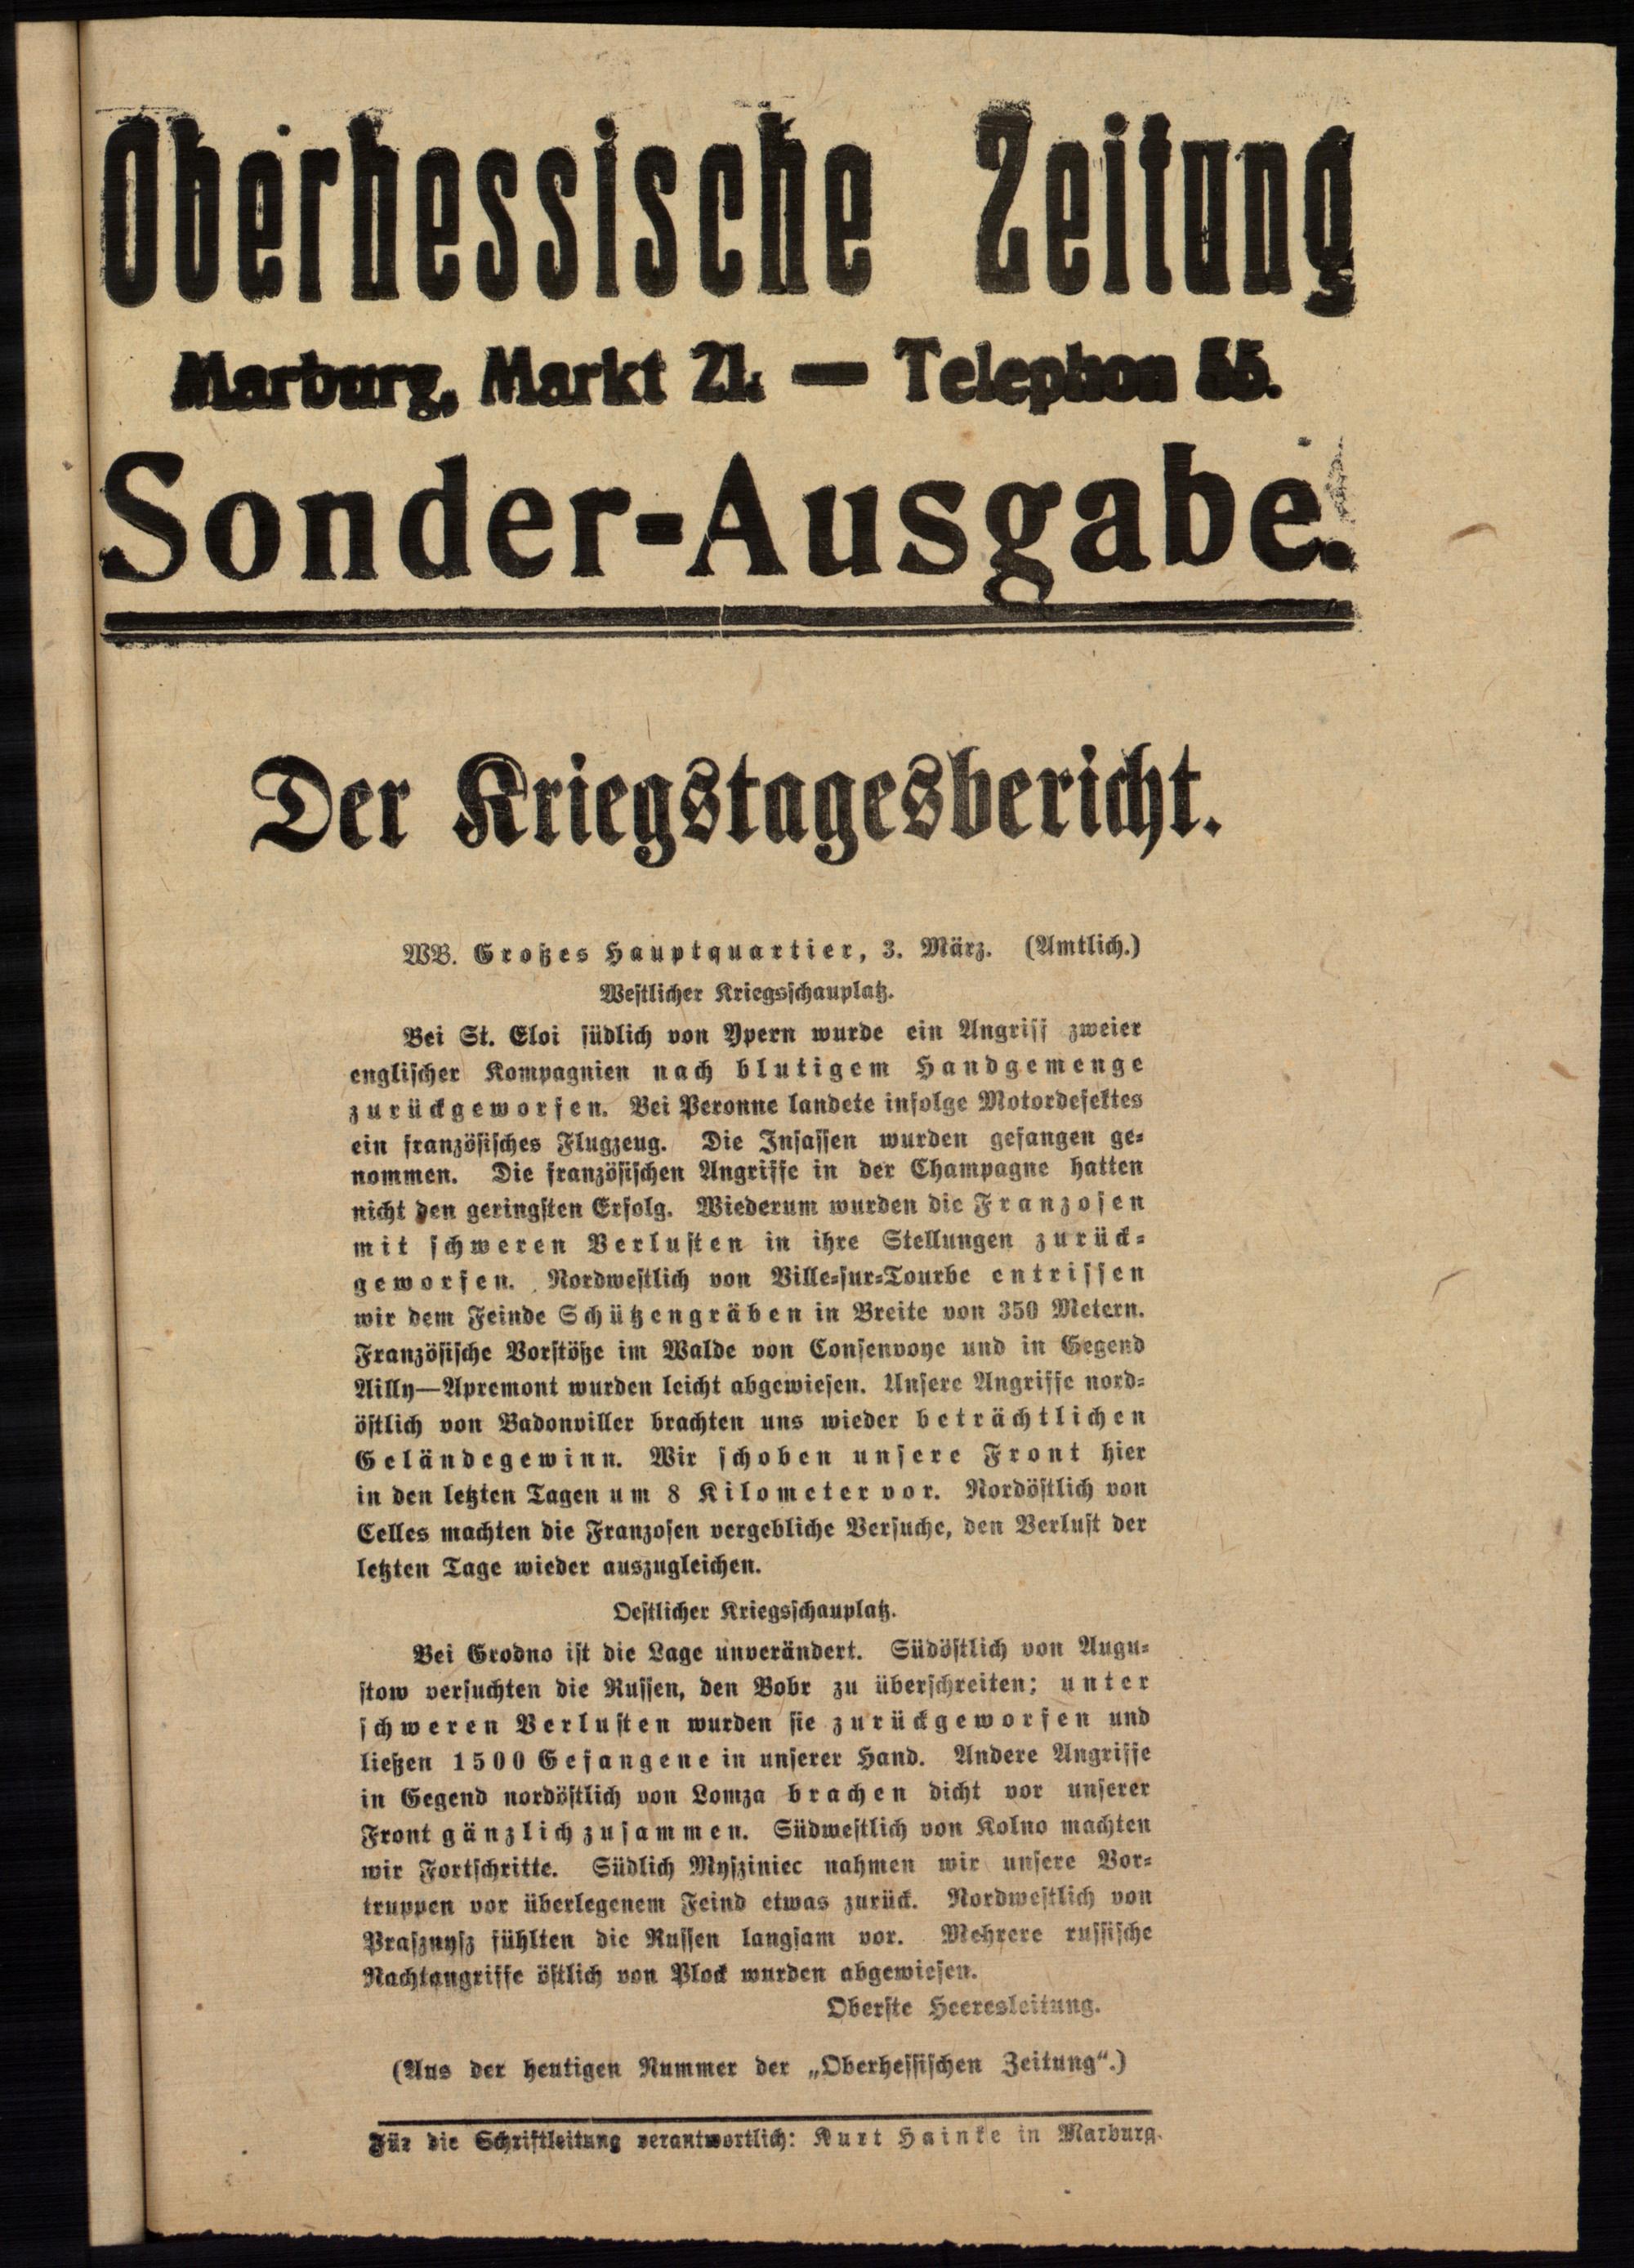 Oberhessische Zeitung
Marburg, Markt 21. — Telephon 55.
Sonder-Ausgabe.
Der Kriegstagesbericht.
WB. Großes Hauptquartier, 3. März. (Amtlich.)
Westlicher Kriegsschauplatz.
Bei St. Eloi südlich von Ypern wurde ein Angriff zweier
englischer Kompagnien nach blutigem Handgemenge
zurückgeworfen. Bei Peronne landete infolge Motordefektes
ein französisches Flugzeug. Die Insassen wurden gefangen ge-
nommen. Die französischen Angriffe in der Champagne hatten
nicht den geringsten Erfolg. Wiederum wurden die Franzosen
mit schweren Verlusten in ihre Stellungen zurück-
geworfen. Nordwestlich von Ville-sur-Tourbe entrissen
wir dem Feinde Schützengräben in Breite von 350 Metern.
Französische Vorstöße im Walde von Consenvoye und in Gegend
Ailly—Apremont wurden leicht abgewiesen. Unsere Angriffe nord-
östlich von Badonviller brachten uns wieder beträchtlichen
Geländegewinn. Wir schoben unsere Front hier
in den letzten Tagen um 8 Kilometer vor. Nordöstlich von
Celles machten die Franzosen vergebliche Versuche, den Verlust der
letzten Tage wieder auszugleichen.
Oestlicher Kriegsschauplatz.
Bei Grodno ist die Lage unverändert. Südöstlich von Augu-
stow versuchten die Russen, den Bobr zu überschreiten; unter
schweren Verlusten wurden sie zurückgeworfen und
ließen 1500 Gefangene in unserer Hand. Andere Angriffe
in Gegend nordöstlich von Lomza brachen dicht vor unserer
Front gänzlich zusammen. Südwestlich von Kolno machten
wir Fortschritte. Südlich Mysziniec nahmen wir unsere Vor-
truppen vor überlegenem Feind etwas zurück. Nordwestlich von
Prasznysz fühlten die Russen langsam vor. Mehrere russische
Nachtangriffe östlich von Plock wurden abgewiesen.
Oberste Heeresleitung.
(Aus der heutigen Nummer der „Oberhessischen Zeitung“.)
Für die Schriftleitung verantwortlich: Kurt Hainke in Marburg.